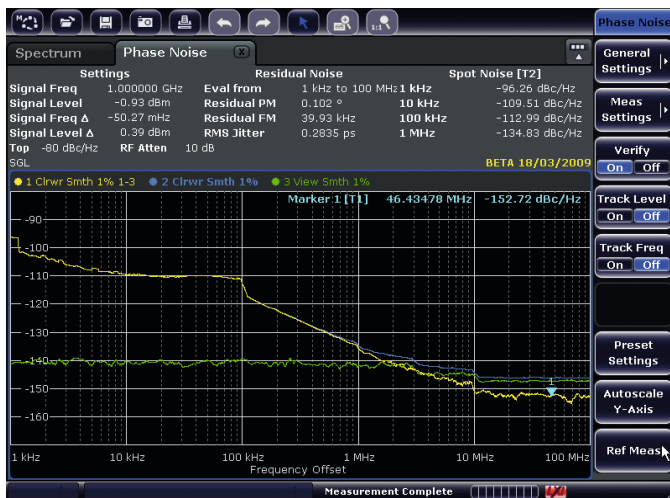 Phase Noise
Spectrum
Phase Noise
Settings
Residual Noise
Spot Noise [T2]
Signal Freq 1.000000 GHz Eval from 1 kHz to 100 MHz 1 kHz -96.26 dBc/Hz
Signal Level -0.93 dBm Residual PM 0.102 ° 10 kHz -109.51 dBc/Hz
Signal Freq Δ -50.27 mHz Residual FM 39.93 kHz 100 kHz -112.99 dBc/Hz
Signal Level Δ 0.39 dBm RMS Jitter 0.2835 ps 1 MHz -134.83 dBc/Hz
Top -80 dBc/Hz RF Atten 10 dB
SGL BETA 18/03/2009
1 Clrwr Smth 1% 1-3 2 Clrwr Smth 1% 3 View Smth 1%
Marker 1 [T1] 46.43478 MHz -152.72 dBc/Hz
-90
-100
-110
-120
-130
-140
-150
-160
1
1 kHz 10 kHz 100 kHz 1 MHz 10 MHz 100 MHz
Frequency Offset
Measurement Complete
General Settings
Meas Settings
Verify
On Off
Track Level
On Off
Track Freq
On Off
Preset Settings
Autoscale Y-Axis
Ref Meas
1:1